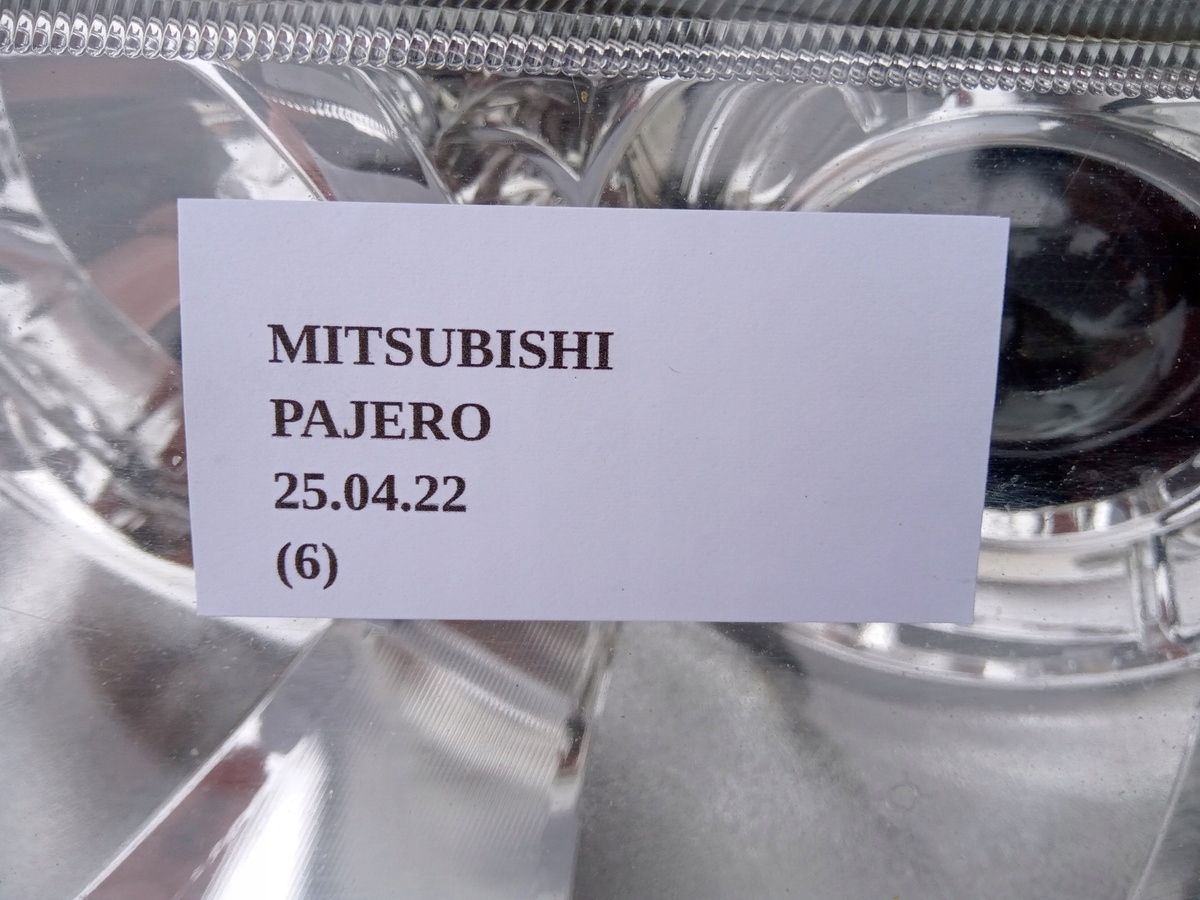 MITSUBISHI
PAJERO
25.04.22
(6)